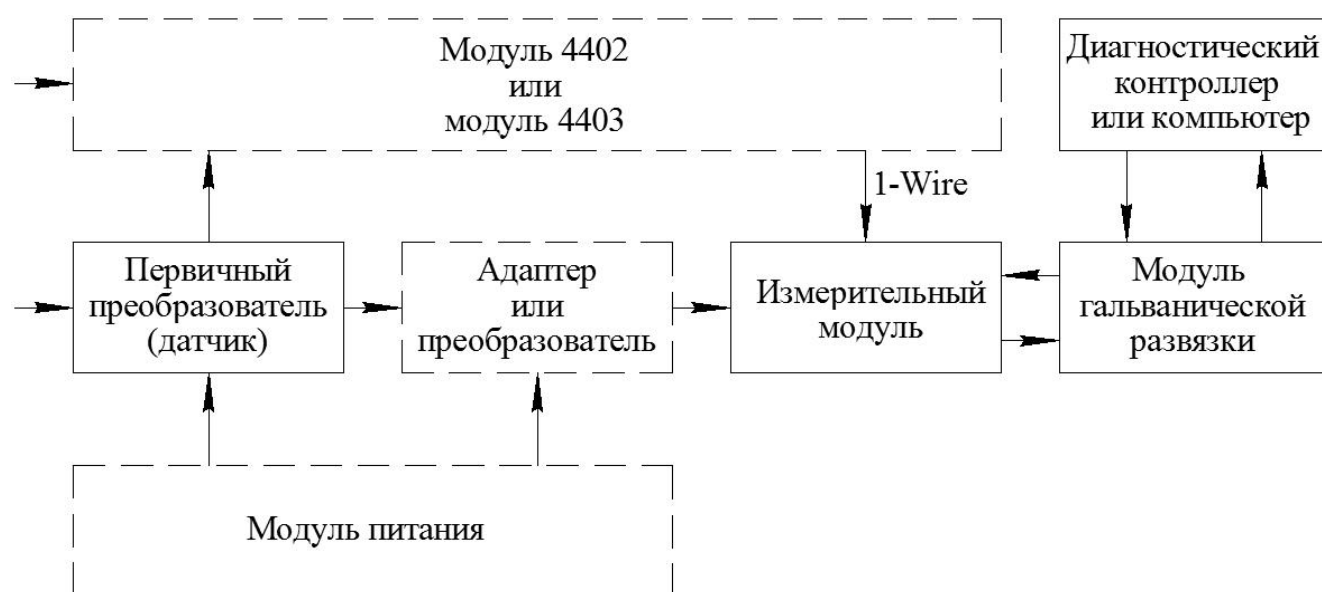 Модуль 4402
или
модуль 4403
Диагностический
контроллер
или компьютер
1-Wire
Первичный
преобразователь
(датчик)
Адаптер
или
преобразователь
Измерительный
модуль
Модуль
гальванической
развязки
Модуль питания